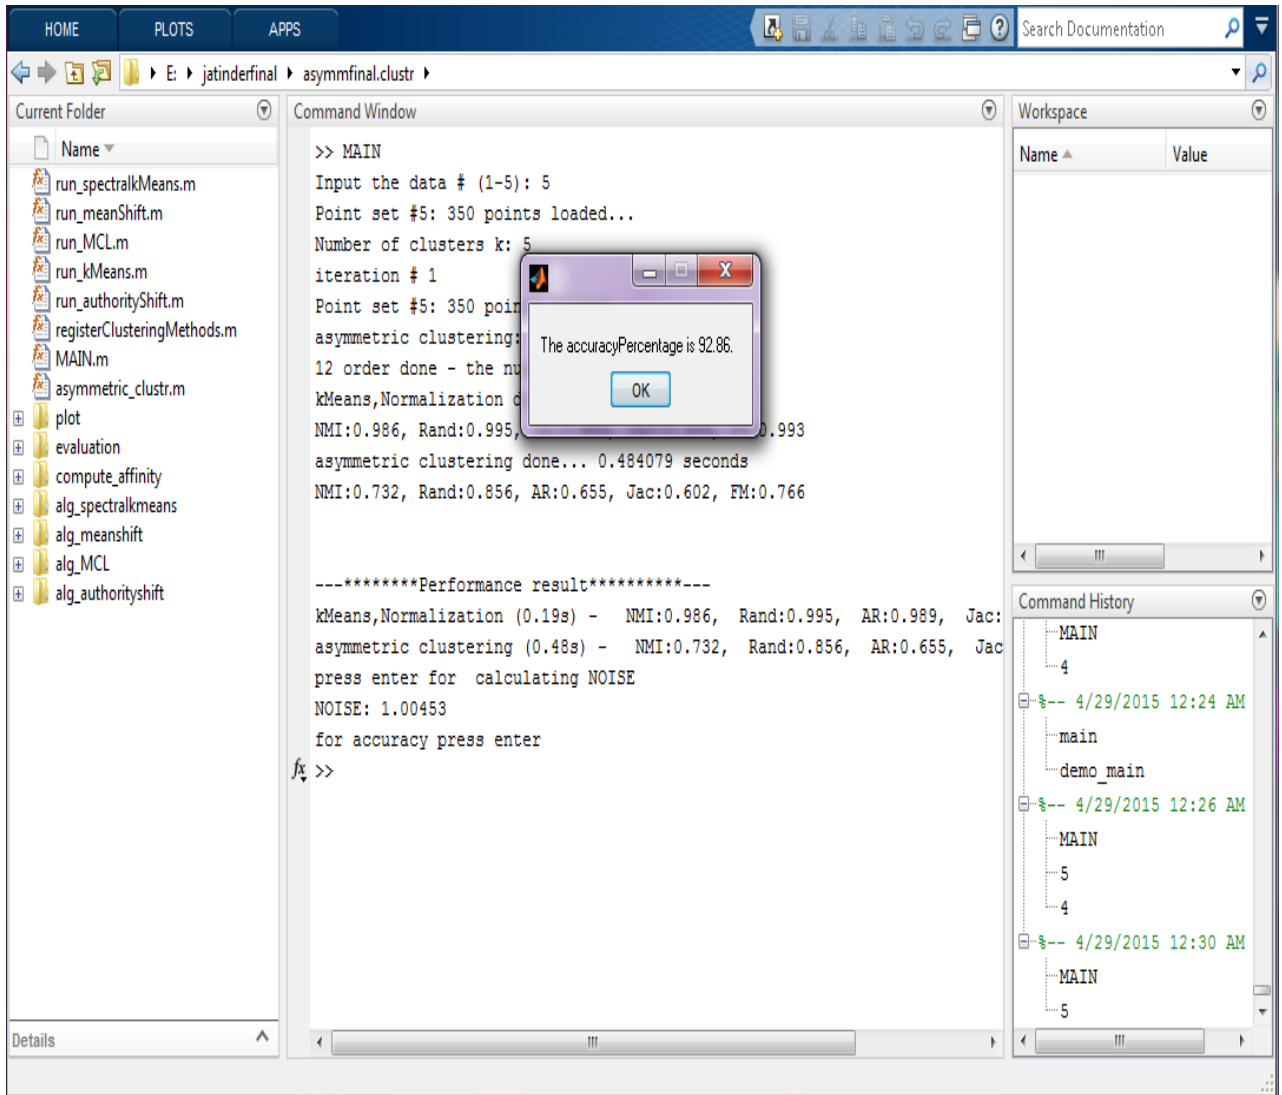 HOME PLOTS APPS
Search Documentation
E: jatinderfinal asymmfinal.clustr
Current Folder
Name
run_spectralkMeans.m
run_meanShift.m
run_MCL.m
run_kMeans.m
run_authorityShift.m
registerClusteringMethods.m
MAIN.m
asymmetric_clustr.m
plot
evaluation
compute_affinity
alg_spectralkmeans
alg_meanshift
alg_MCL
alg_authorityshift
Details
Command Window
>> MAIN
Input the data # (1-5): 5
Point set #5: 350 points loaded...
Number of clusters k: 5
iteration # 1
Point set #5: 350 poin
asymmetric clustering:
12 order done - the nu
kMeans,Normalization d
NMI:0.986, Rand:0.995, 0.993
asymmetric clustering done... 0.484079 seconds
NMI:0.732, Rand:0.856, AR:0.655, Jac:0.602, FM:0.766
---********Performance result**********---
kMeans,Normalization (0.19s) - NMI:0.986, Rand:0.995, AR:0.989, Jac:
asymmetric clustering (0.48s) - NMI:0.732, Rand:0.856, AR:0.655, Jac
press enter for calculating NOISE
NOISE: 1.00453
for accuracy press enter
fx >>
The accuracyPercentage is 92.86.
OK
Workspace
Name Value
Command History
MAIN
4
%-- 4/29/2015 12:24 AM
main
demo_main
%-- 4/29/2015 12:26 AM
MAIN
5
4
%-- 4/29/2015 12:30 AM
MAIN
5